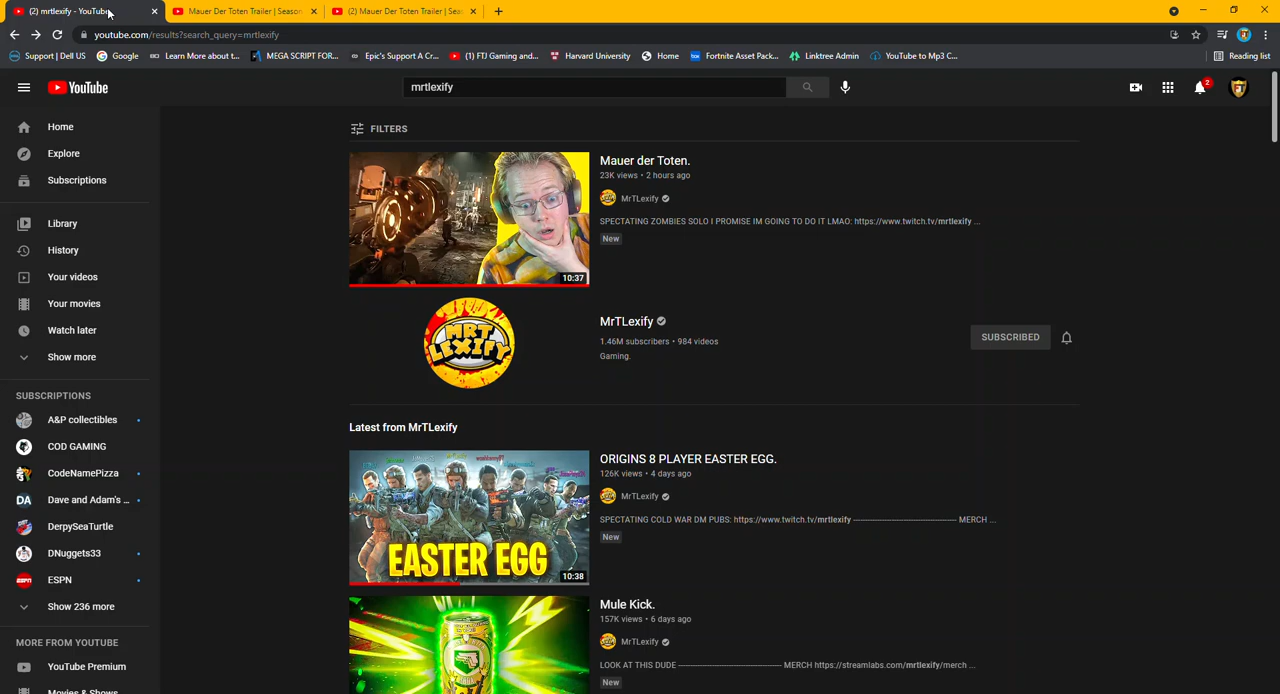 (2) mrtlexify - YouTube
Mauer Der Toten Trailer | Season
(2) Mauer Der Toten Trailer | Sea
youtube.com/results?search_query=mrtlexify
Support | Dell US
Google
Learn More about t...
MEGA SCRIPT FOR...
Epic's Support A Cr...
(1) FTJ Gaming and...
Harvard University
Home
Fortnite Asset Pack...
Linktree Admin
YouTube to Mp3 C...
Reading list
YouTube
mrtlexify
2
FT
Home
Explore
Subscriptions
Library
History
Your videos
Your movies
Watch later
Show more
SUBSCRIPTIONS
A&P collectibles
COD GAMING
CodeNamePizza
DA Dave and Adam's ...
DerpySeaTurtle
DNuggets33
ESPN
Show 236 more
MORE FROM YOUTUBE
YouTube Premium
Movies & Shows
FILTERS
10:37
Mauer der Toten.
23K views • 2 hours ago
MrTLexify
SPECTATING ZOMBIES SOLO I PROMISE IM GOING TO DO IT LMAO: https://www.twitch.tv/mrtlexify ...
New
MRT LEXIFY
MrTLexify
1.46M subscribers • 984 videos
Gaming.
SUBSCRIBED
Latest from MrTLexify
EASTER EGG
10:38
ORIGINS 8 PLAYER EASTER EGG.
126K views • 4 days ago
MrTLexify
SPECTATING COLD WAR DM PUBS: https://www.twitch.tv/mrtlexify ---------------------------------------- MERCH ...
New
Mule Kick.
157K views • 6 days ago
MrTLexify
LOOK AT THIS DUDE ---------------------------------------- MERCH https://streamlabs.com/mrtlexify/merch ...
New